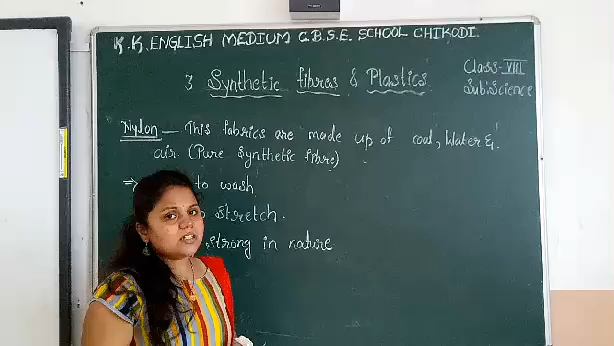 K.K. ENGLISH MEDIUM C.B.S.E. SCHOOL CHIKODI.
3 Synthetic fibres & Plastics
Class-VIII
Sub:Science
Nylon — This fabrics are made up of coal, Water &
air. (Pure Synthetic fibre)
⇒ to wash
stretch.
strong in nature